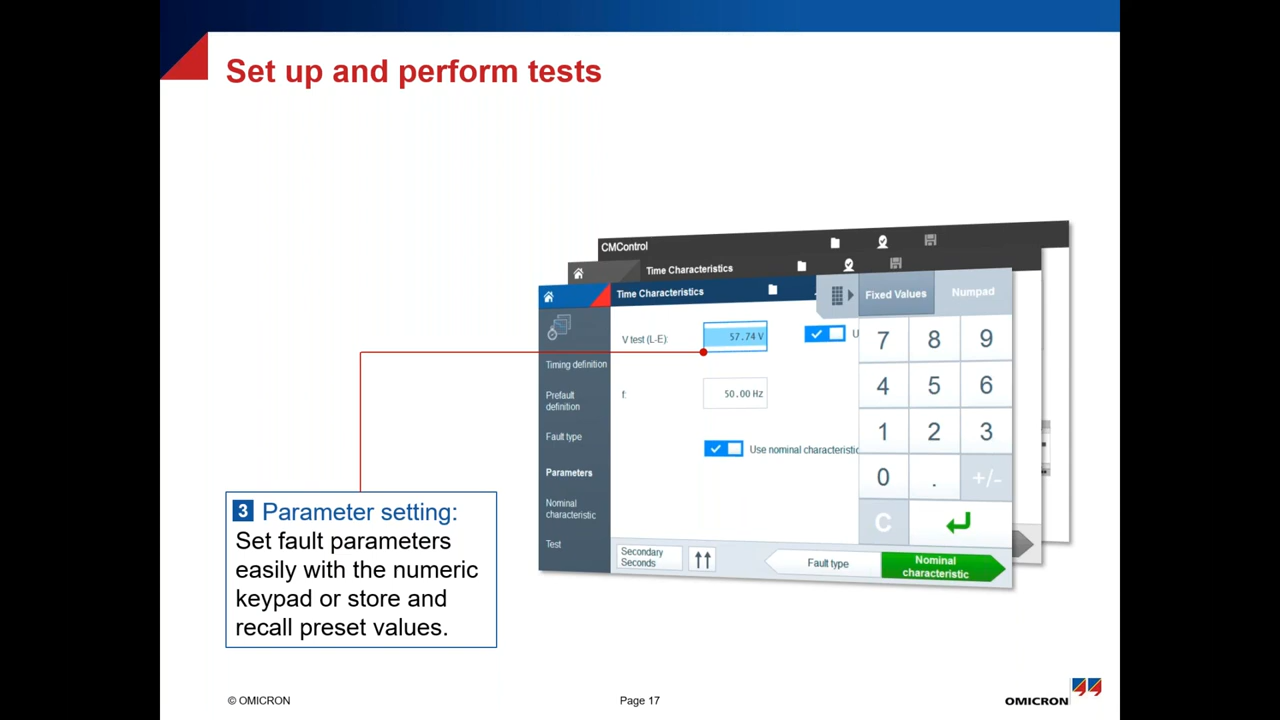 Set up and perform tests
CMControl
Time Characteristics
Time Characteristics
Fixed Values
Numpad
V test (L-E):
57.74 V
U
7 8 9
Timing definition
Prefault
definition
f:
50.00 Hz
4 5 6
Fault type
Use nominal characteristic
1 2 3
Parameters
0 . +/-
Nominal
characteristic
C
Test
Secondary
Seconds
Fault type
Nominal
characteristic
3 Parameter setting:
Set fault parameters
easily with the numeric
keypad or store and
recall preset values.
© OMICRON
Page 17
OMICRON